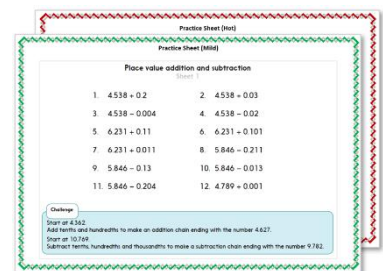 Practice Sheet (Hot)
Practice Sheet (Mild)
Place value addition and subtraction
Sheet 1
1. 4.538 + 0.2 2. 4.538 + 0.03
3. 4.538 – 0.004 4. 4.538 – 0.02
5. 6.231 + 0.11 6. 6.231 + 0.101
7. 6.231 + 0.011 8. 5.846 – 0.211
9. 5.846 – 0.13 10. 5.846 – 0.013
11. 5.846 – 0.204 12. 4.789 + 0.001
Challenge
Start at 4.362.
Add tenths and hundredths to make an addition chain ending with the number 4.627.
Start at 10.769.
Subtract tenths, hundredths and thousandths to make a subtraction chain ending with the number 9.782.